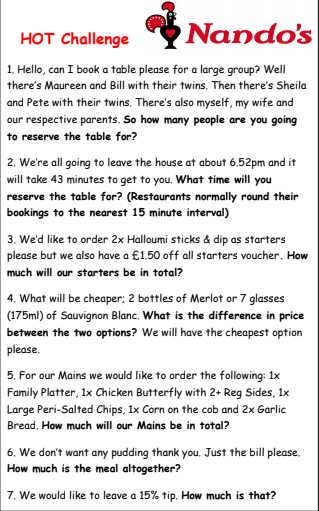 HOT Challenge
Nando's
1. Hello, can I book a table please for a large group? Well
there's Maureen and Bill with their twins. Then there's Sheila
and Pete with their twins. There's also myself, my wife and
our respective parents. So how many people are you going
to reserve the table for?
2. We're all going to leave the house at about 6.52pm and it
will take 43 minutes to get to you. What time will you
reserve the table for? (Restaurants normally round their
bookings to the nearest 15 minute interval)
3. We'd like to order 2x Halloumi sticks & dip as starters
please but we also have a £1.50 off all starters voucher. How
much will our starters be in total?
4. What will be cheaper; 2 bottles of Merlot or 7 glasses
(175ml) of Sauvignon Blanc. What is the difference in price
between the two options? We will have the cheapest option
please.
5. For our Mains we would like to order the following: 1x
Family Platter, 1x Chicken Butterfly with 2+ Reg Sides, 1x
Large Peri-Salted Chips, 1x Corn on the cob and 2x Garlic
Bread. How much will our Mains be in total?
6. We don't want any pudding thank you. Just the bill please.
How much is the meal altogether?
7. We would like to leave a 15% tip. How much is that?